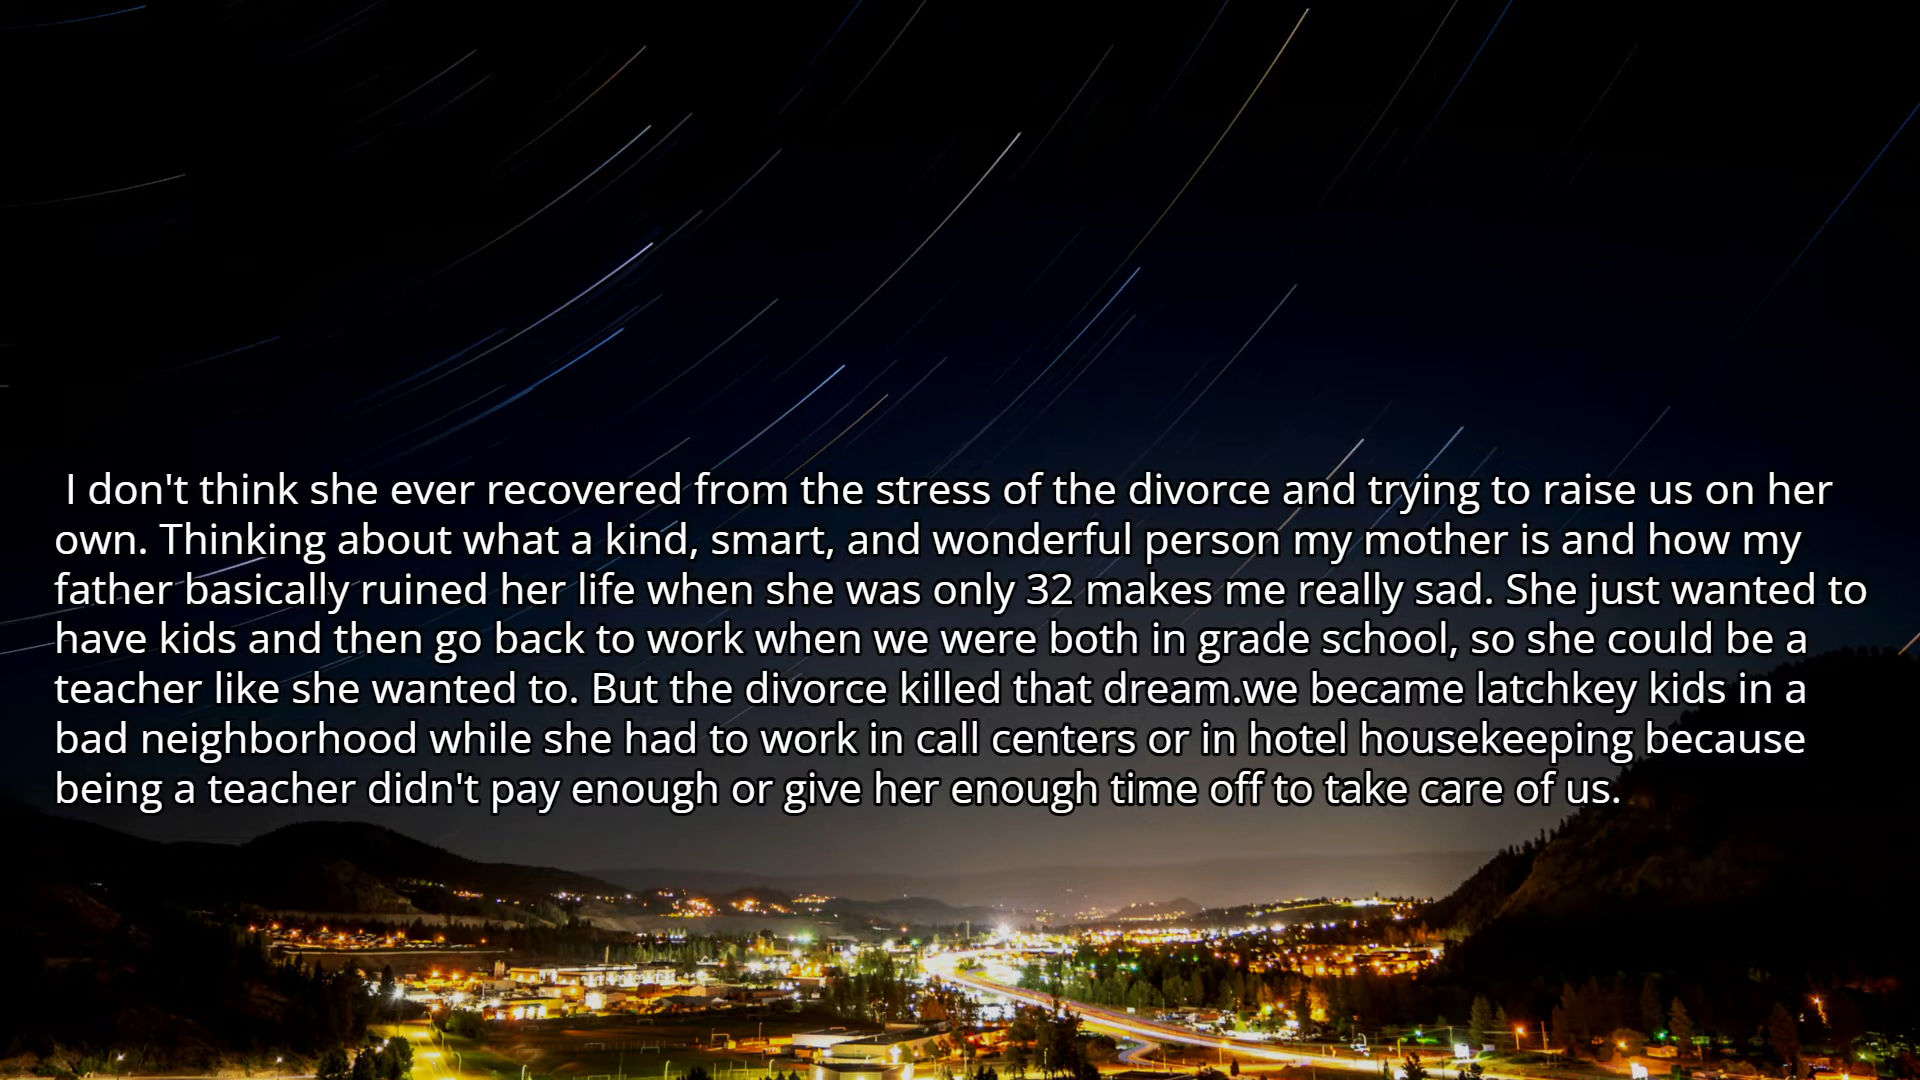 I don't think she ever recovered from the stress of the divorce and trying to raise us on her
own. Thinking about what a kind, smart, and wonderful person my mother is and how my
father basically ruined her life when she was only 32 makes me really sad. She just wanted to
have kids and then go back to work when we were both in grade school, so she could be a
teacher like she wanted to. But the divorce killed that dream.we became latchkey kids in a
bad neighborhood while she had to work in call centers or in hotel housekeeping because
being a teacher didn't pay enough or give her enough time off to take care of us.